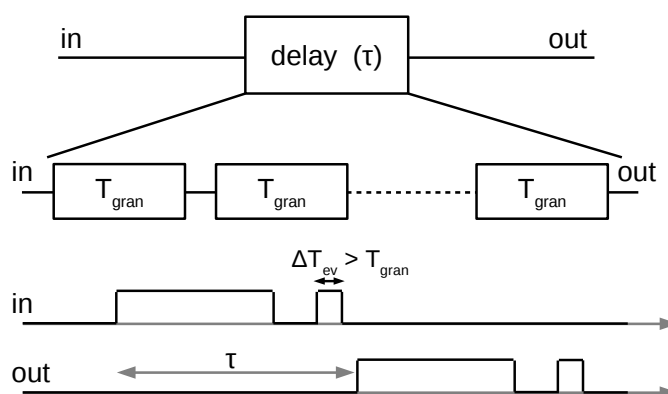 in delay (τ) out
in T_gran T_gran T_gran out
ΔT_ev > T_gran
in
τ
out